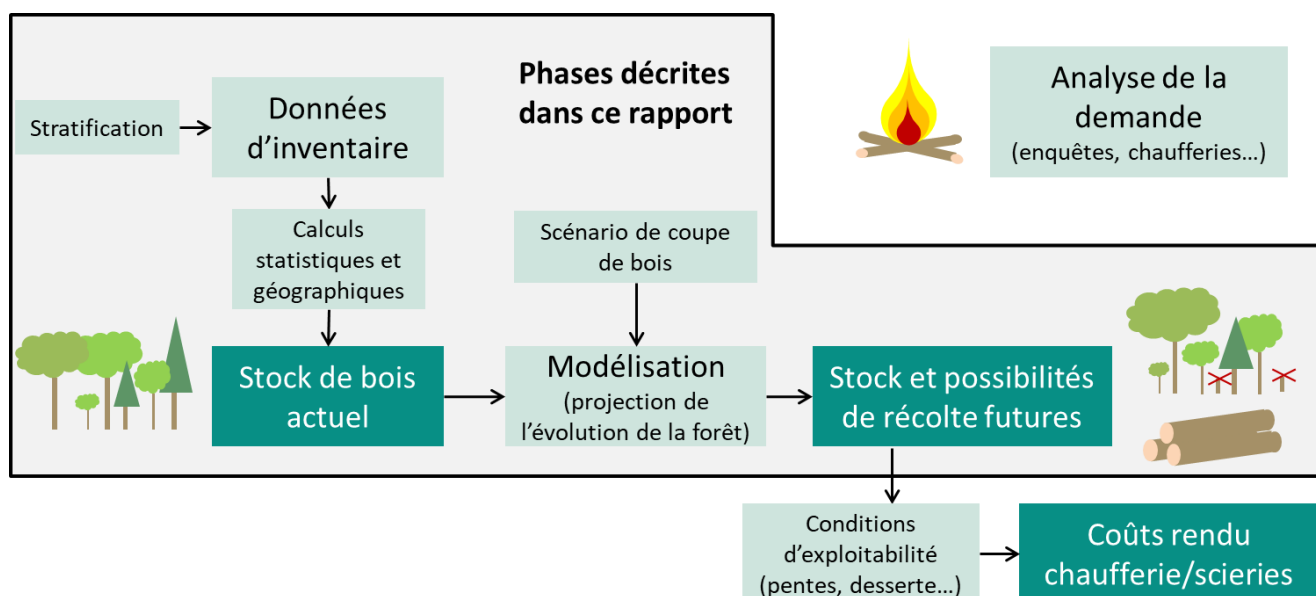 Phases décrites
dans ce rapport
Analyse de la
demande
(enquêtes, chaufferies…)
Stratification
Données
d’inventaire
Calculs
statistiques et
géographiques
Scénario de coupe
de bois
Stock de bois
actuel
Modélisation
(projection de
l’évolution de la forêt)
Stock et possibilités
de récolte futures
Conditions
d’exploitabilité
(pentes, desserte…)
Coûts rendu
chaufferie/scieries